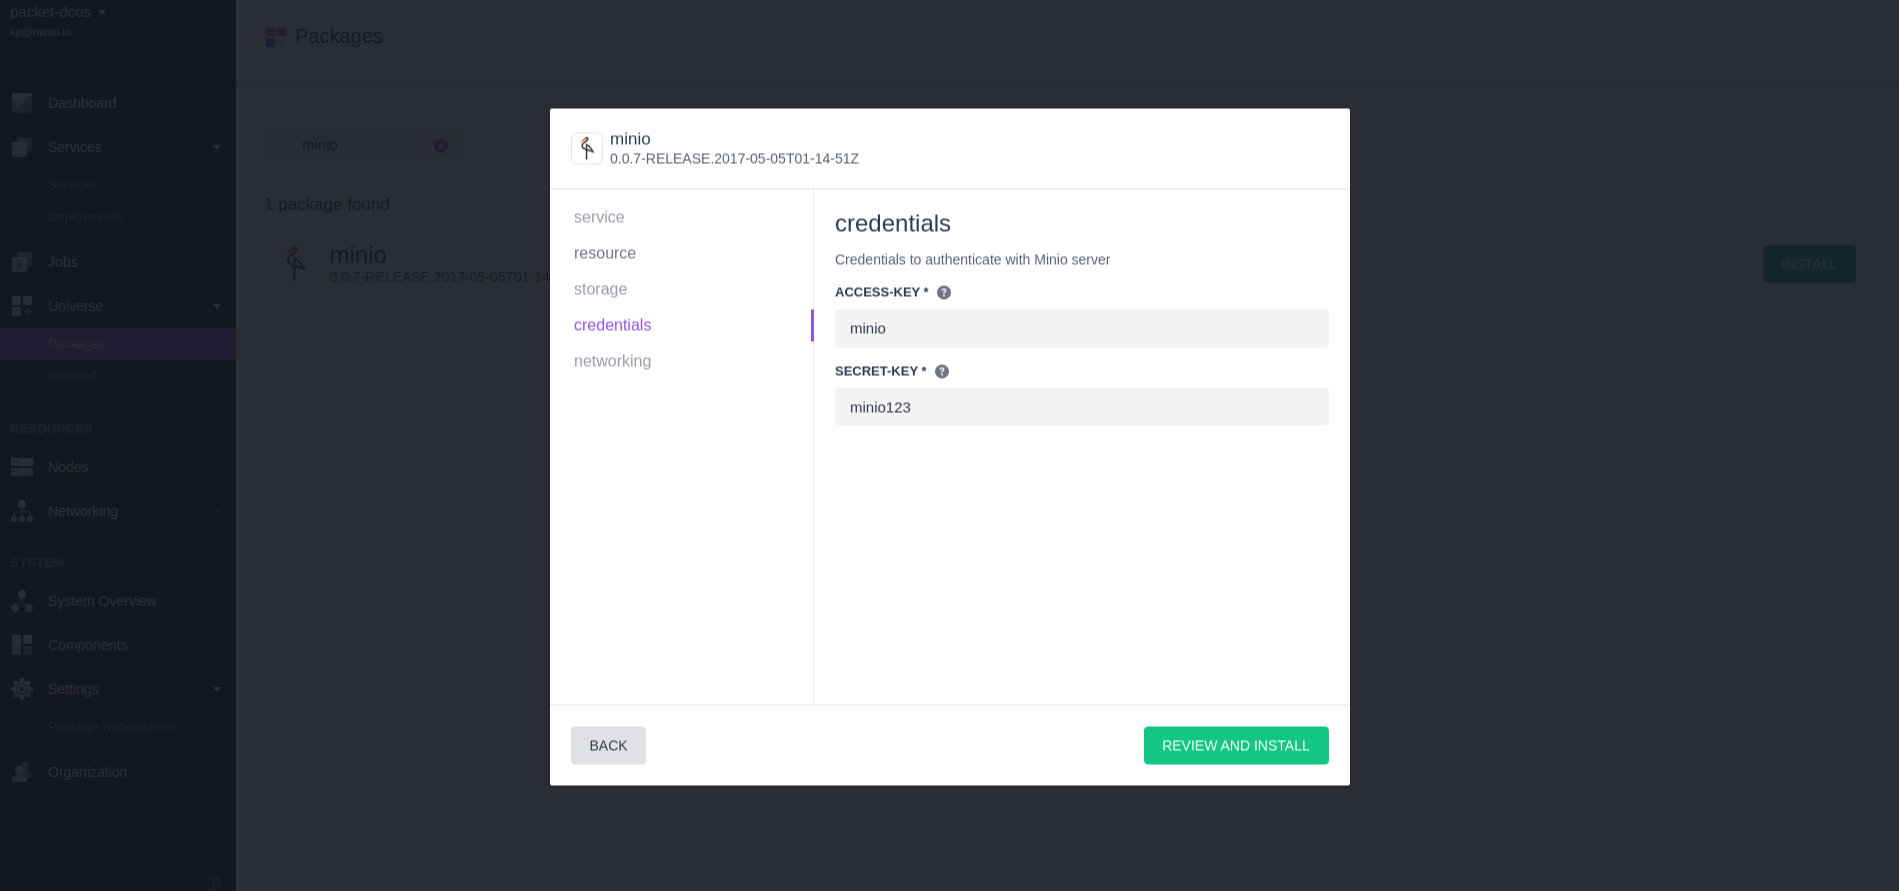 packet-dcos
kp@minio.io
Dashboard
Services
Services
Deployments
Jobs
Universe
Packages
Installed
RESOURCES
Nodes
Networking
SYSTEM
System Overview
Components
Settings
Package Repositories
Organization
Packages
minio
1 package found
minio
0.0.7-RELEASE.2017-05-05T01-14
INSTALL
minio
0.0.7-RELEASE.2017-05-05T01-14-51Z
service
resource
storage
credentials
networking
credentials
Credentials to authenticate with Minio server
ACCESS-KEY *
minio
SECRET-KEY *
minio123
BACK
REVIEW AND INSTALL